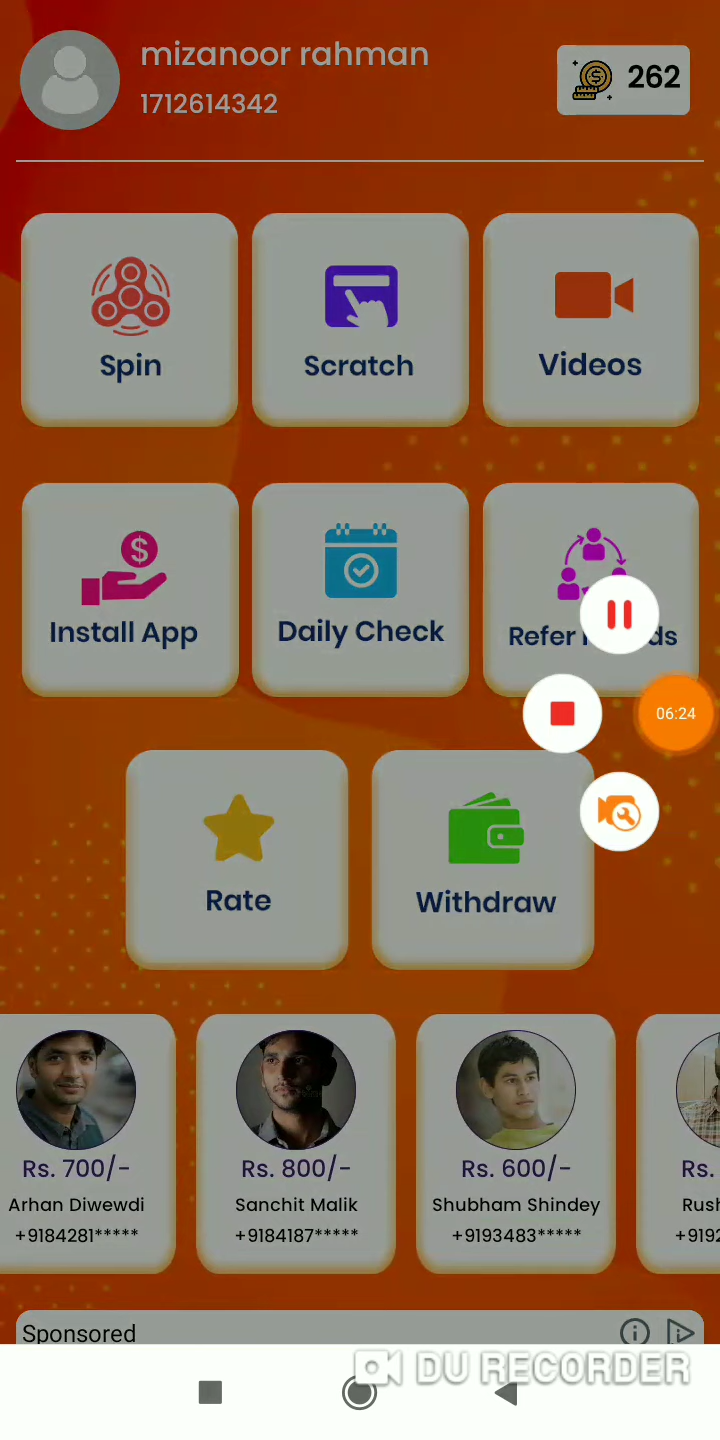 mizanoor rahman
1712614342
262
Spin
Scratch
Videos
Install App
Daily Check
Refer
ds
06:24
Rate
Withdraw
Rs. 700/-
Arhan Diwewdi
+9184281*****
Rs. 800/-
Sanchit Malik
+9184187*****
Rs. 600/-
Shubham Shindey
+9193483*****
Rs.
Rush
+9192
Sponsored
DU RECORDER